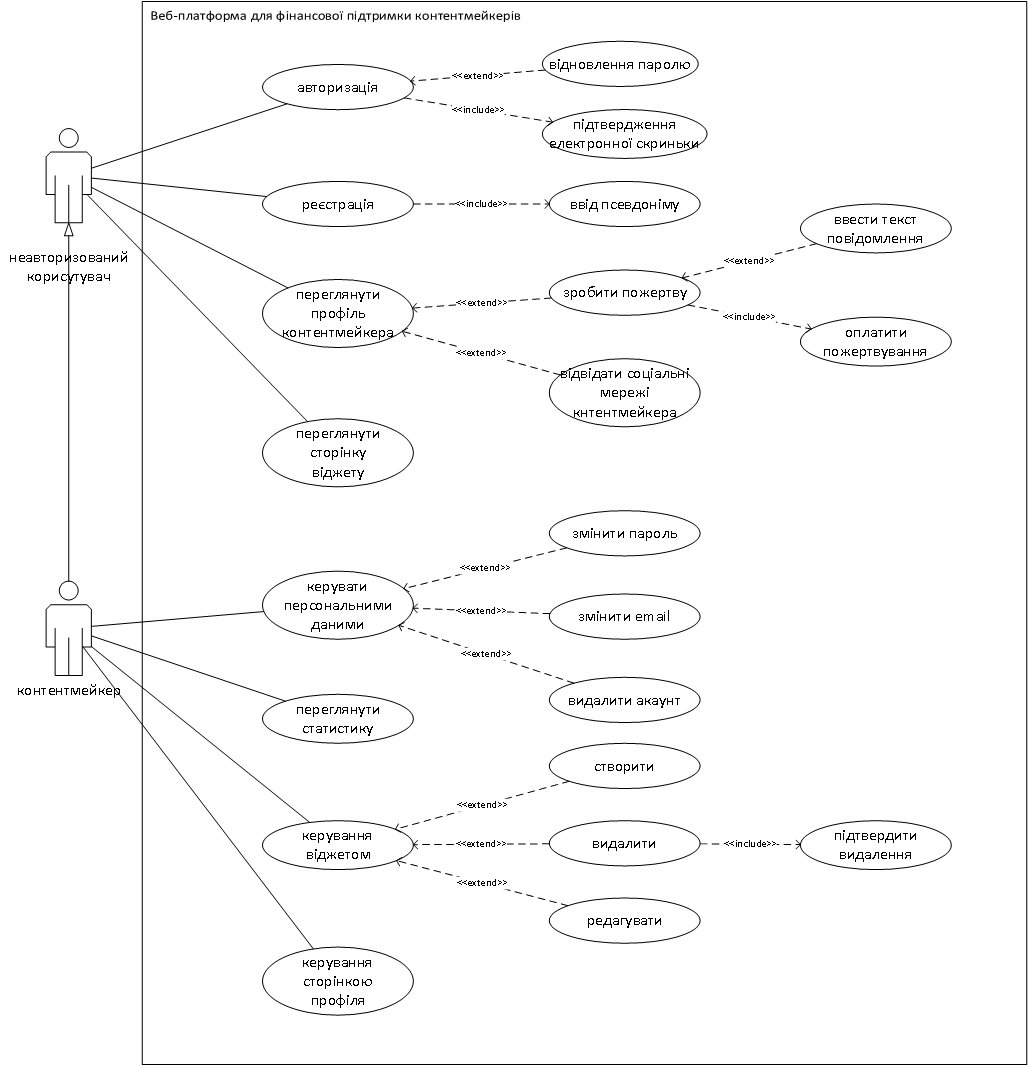 Веб-платформа для фінансової підтримки контентмейкерів
відновлення паролю
<<extend>>
авторизація
<<include>>
підтвердження
електронної скриньки
реєстрація
<<include>>
ввід псевдоніму
ввести текст
повідомлення
неавторизований
корисутувач
<<extend>>
переглянути
профіль
контентмейкера
<<extend>>
зробити пожертву
<<include>>
оплатити
пожертвування
<<extend>>
відвідати соціальні
мережі
кнтентмейкера
переглянути
сторінку
віджету
змінити пароль
<<extend>>
керувати
персональними
даними
<<extend>>
змінити email
<<extend>>
контентмейкер
видалити акаунт
переглянути
статистику
створити
<<extend>>
керування
віджетом
<<extend>>
видалити
<<include>>
підтвердити
видалення
<<extend>>
редагувати
керування
сторінкою
профіля